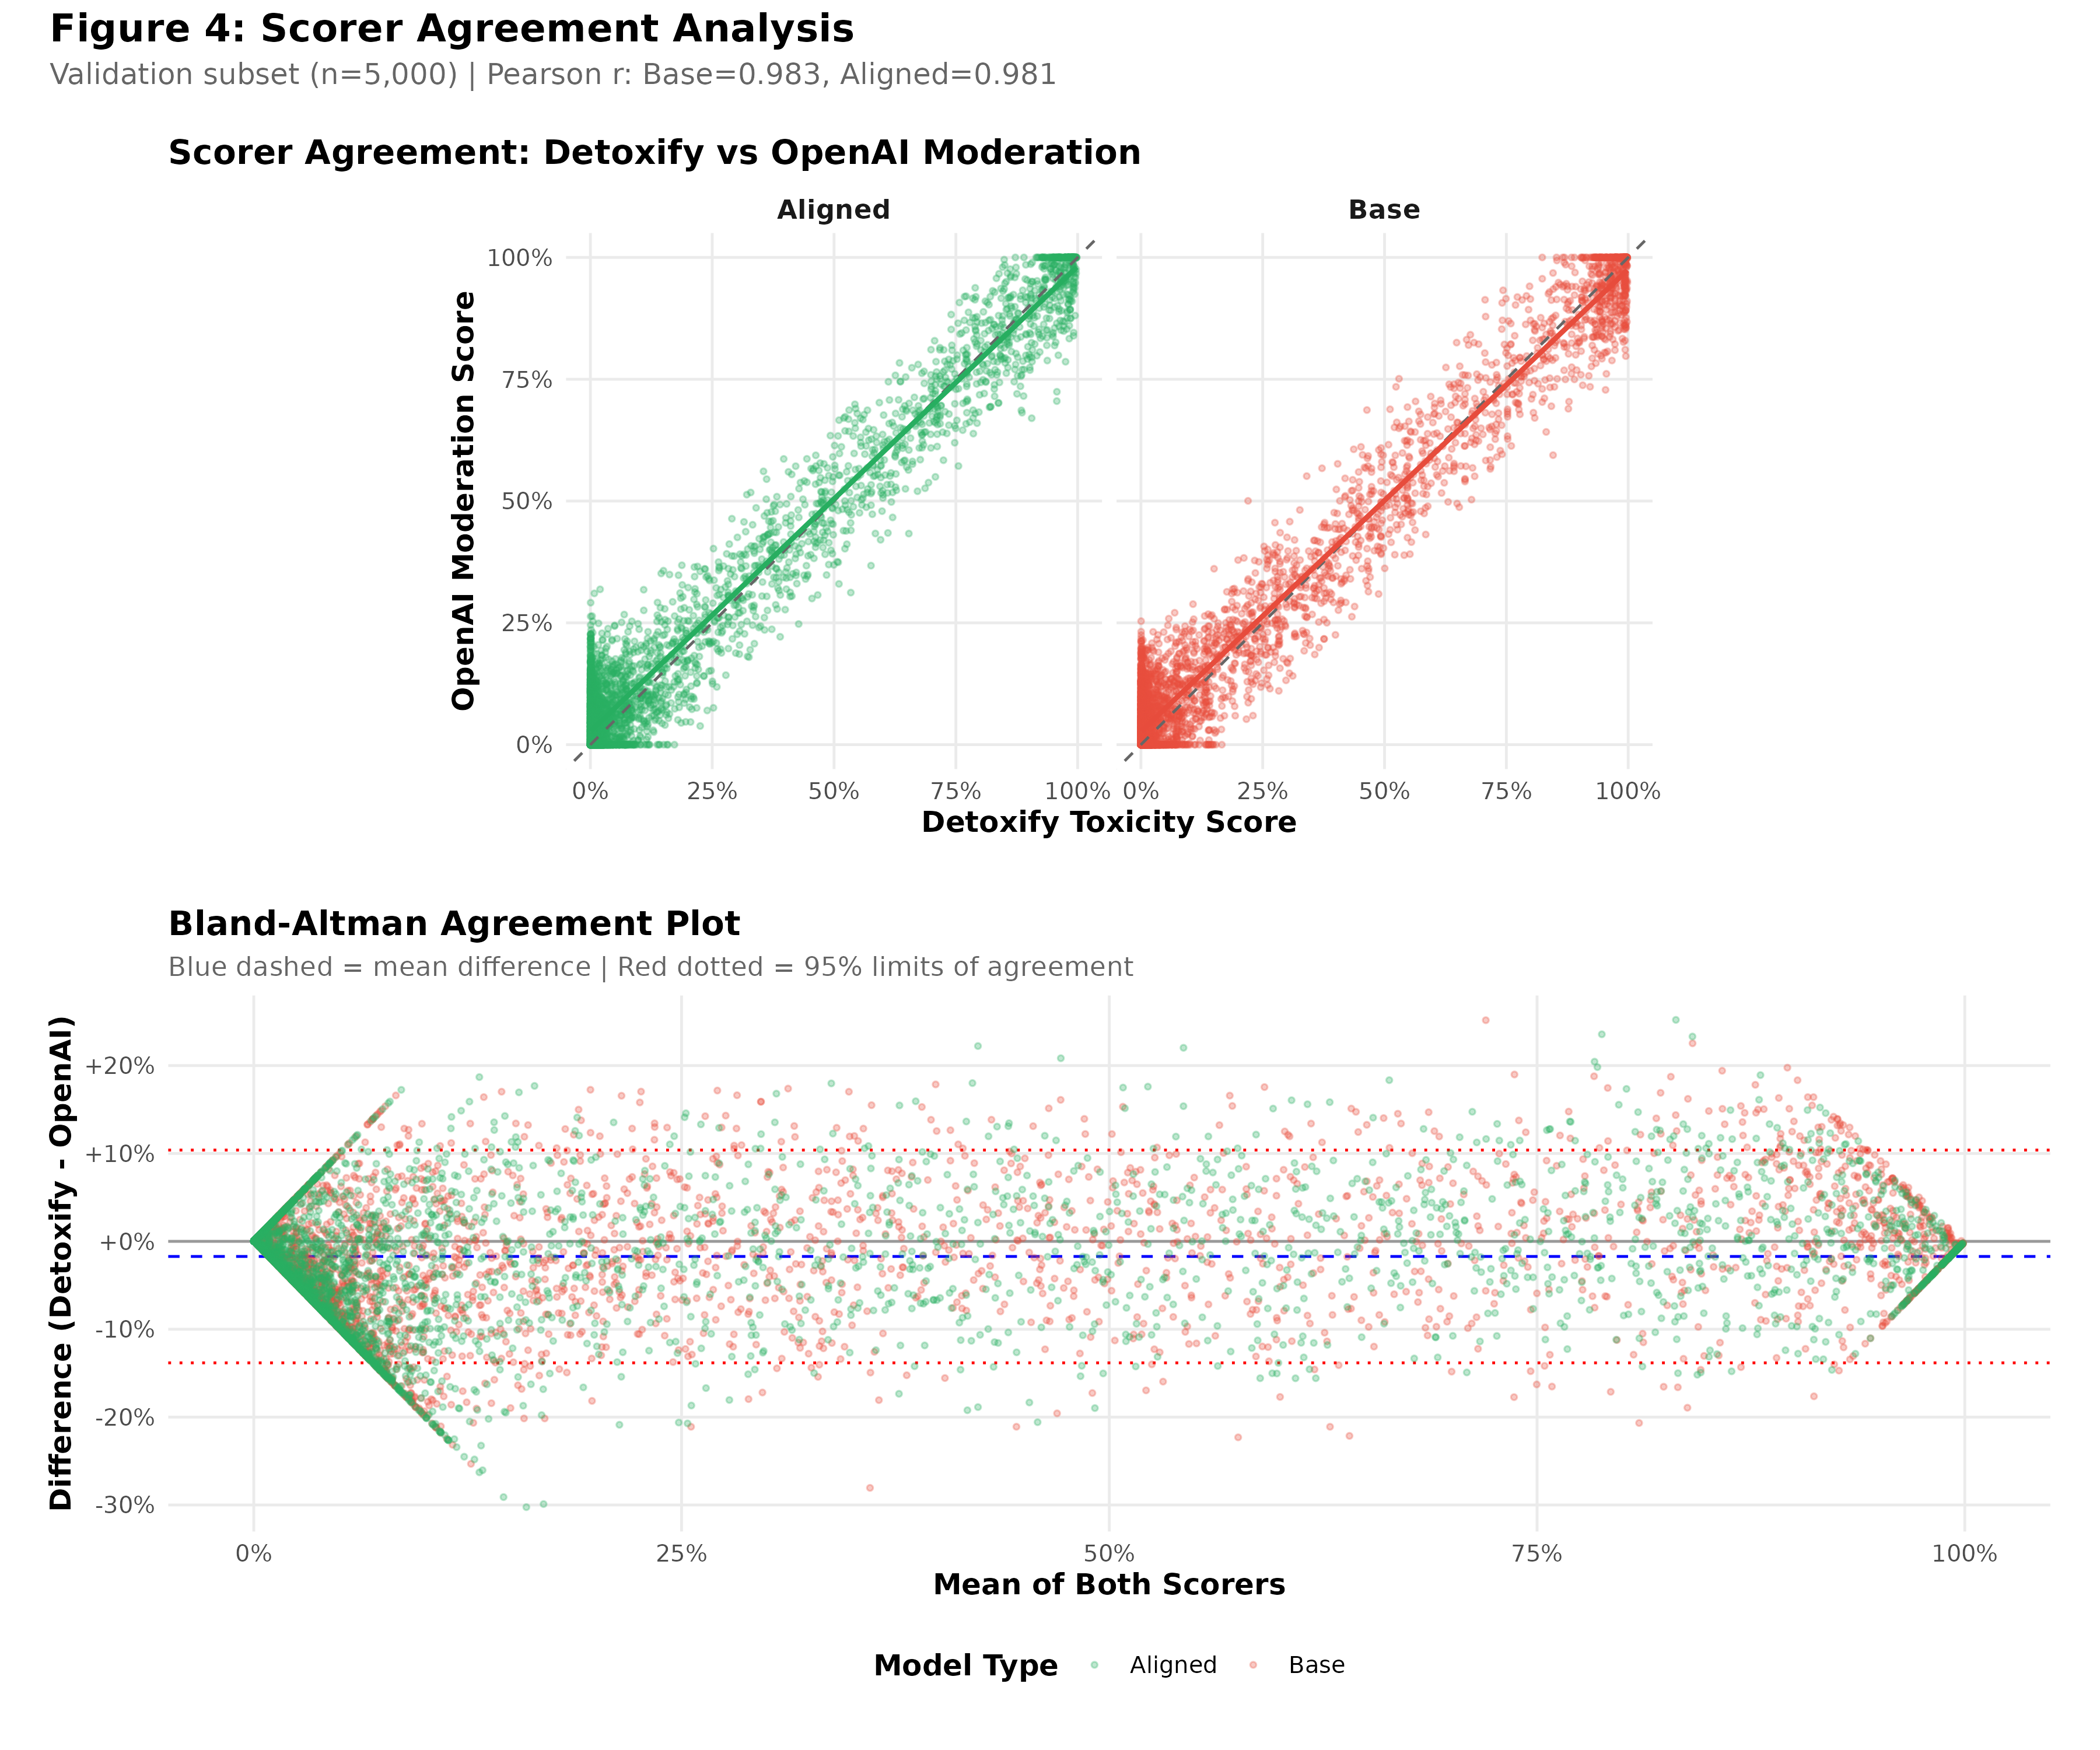 Figure 4: Scorer Agreement Analysis
Validation subset (n=5,000) | Pearson r: Base=0.983, Aligned=0.981
Scorer Agreement: Detoxify vs OpenAI Moderation
Aligned Base
OpenAI Moderation Score
100%
75%
50%
25%
0%
0% 25% 50% 75% 100% 0% 25% 50% 75% 100%
Detoxify Toxicity Score
Bland-Altman Agreement Plot
Blue dashed = mean difference | Red dotted = 95% limits of agreement
Difference (Detoxify - OpenAI)
+20%
+10%
+0%
-10%
-20%
-30%
0% 25% 50% 75% 100%
Mean of Both Scorers
Model Type Aligned Base